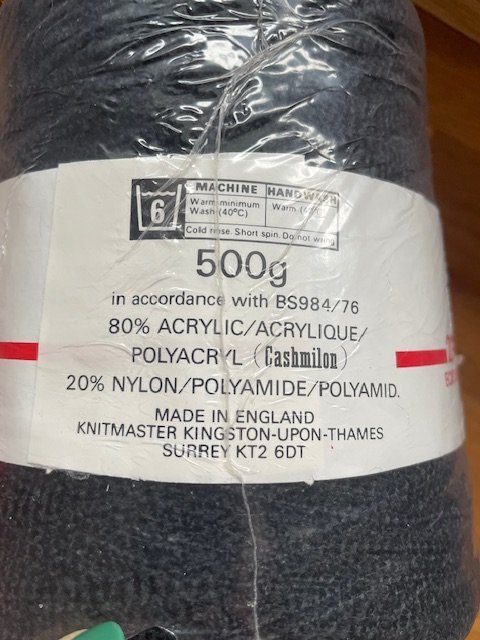 6
MACHINE HANDWASH
Warm minimum
Wash (40°C)
Warm
Cold rinse. Short spin. Do not wring
500g
in accordance with BS984/76
80% ACRYLIC/ACRYLIQUE/
POLYACRYL (Cashmilon)
20% NYLON/POLYAMIDE/POLYAMID.
MADE IN ENGLAND
KNITMASTER KINGSTON-UPON-THAMES
SURREY KT2 6DT